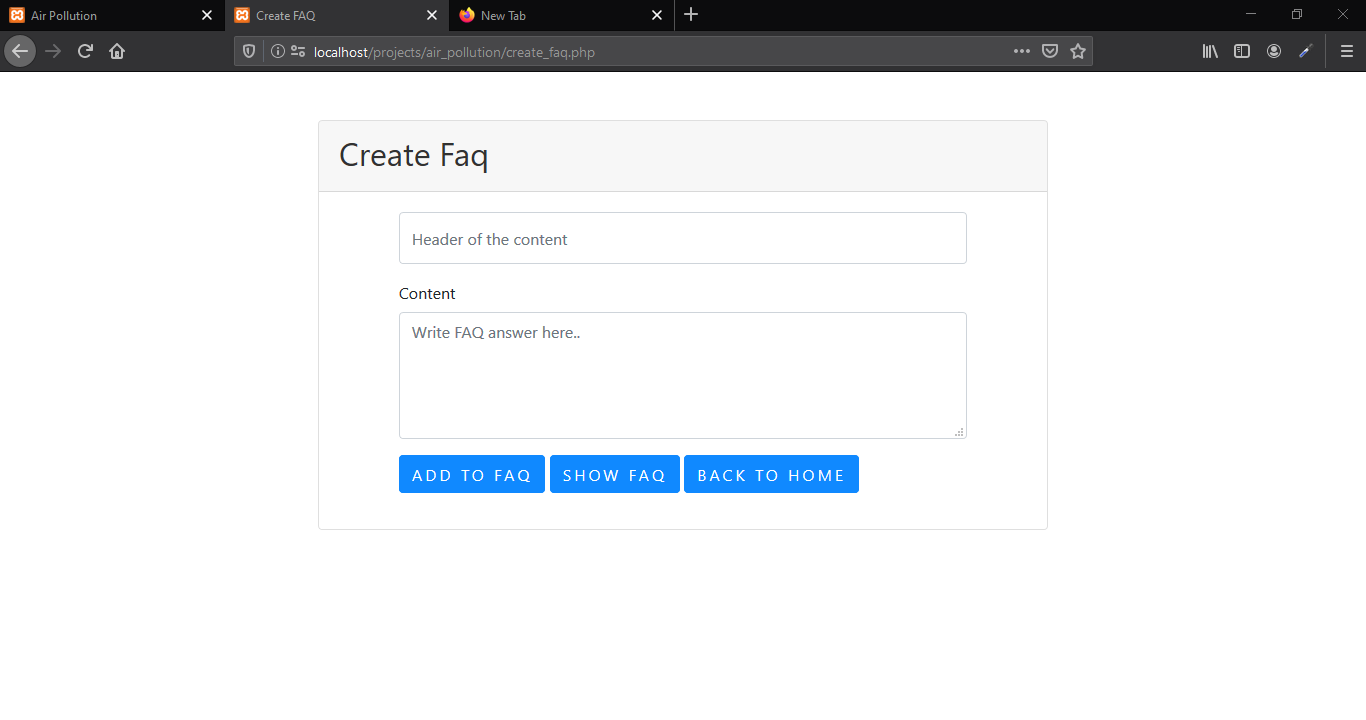 Air Pollution
Create FAQ
New Tab
localhost/projects/air_pollution/create_faq.php
Create Faq
Header of the content
Content
Write FAQ answer here..
ADD TO FAQ
SHOW FAQ
BACK TO HOME